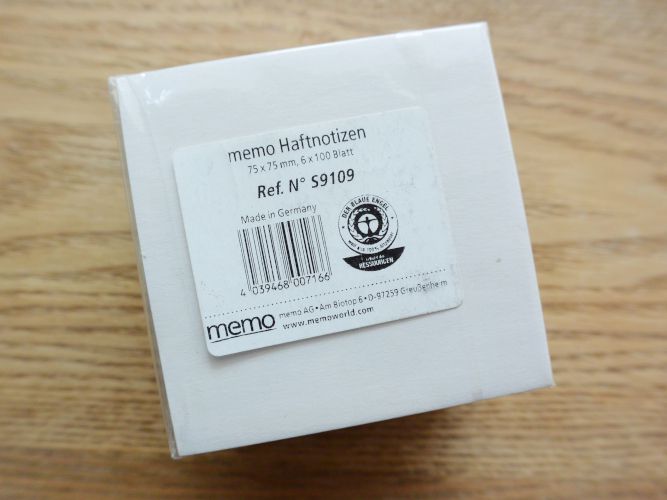 memo Haftnotizen
75 x 75 mm, 6 x 100 Blatt
Ref. N° S9109
Made in Germany
DER BLAUE ENGEL
RESSOURCEN
4 039468 007166
memo
memo AG • Am Biotop 6 • D-97259 Greußenheim
www.memoworld.com